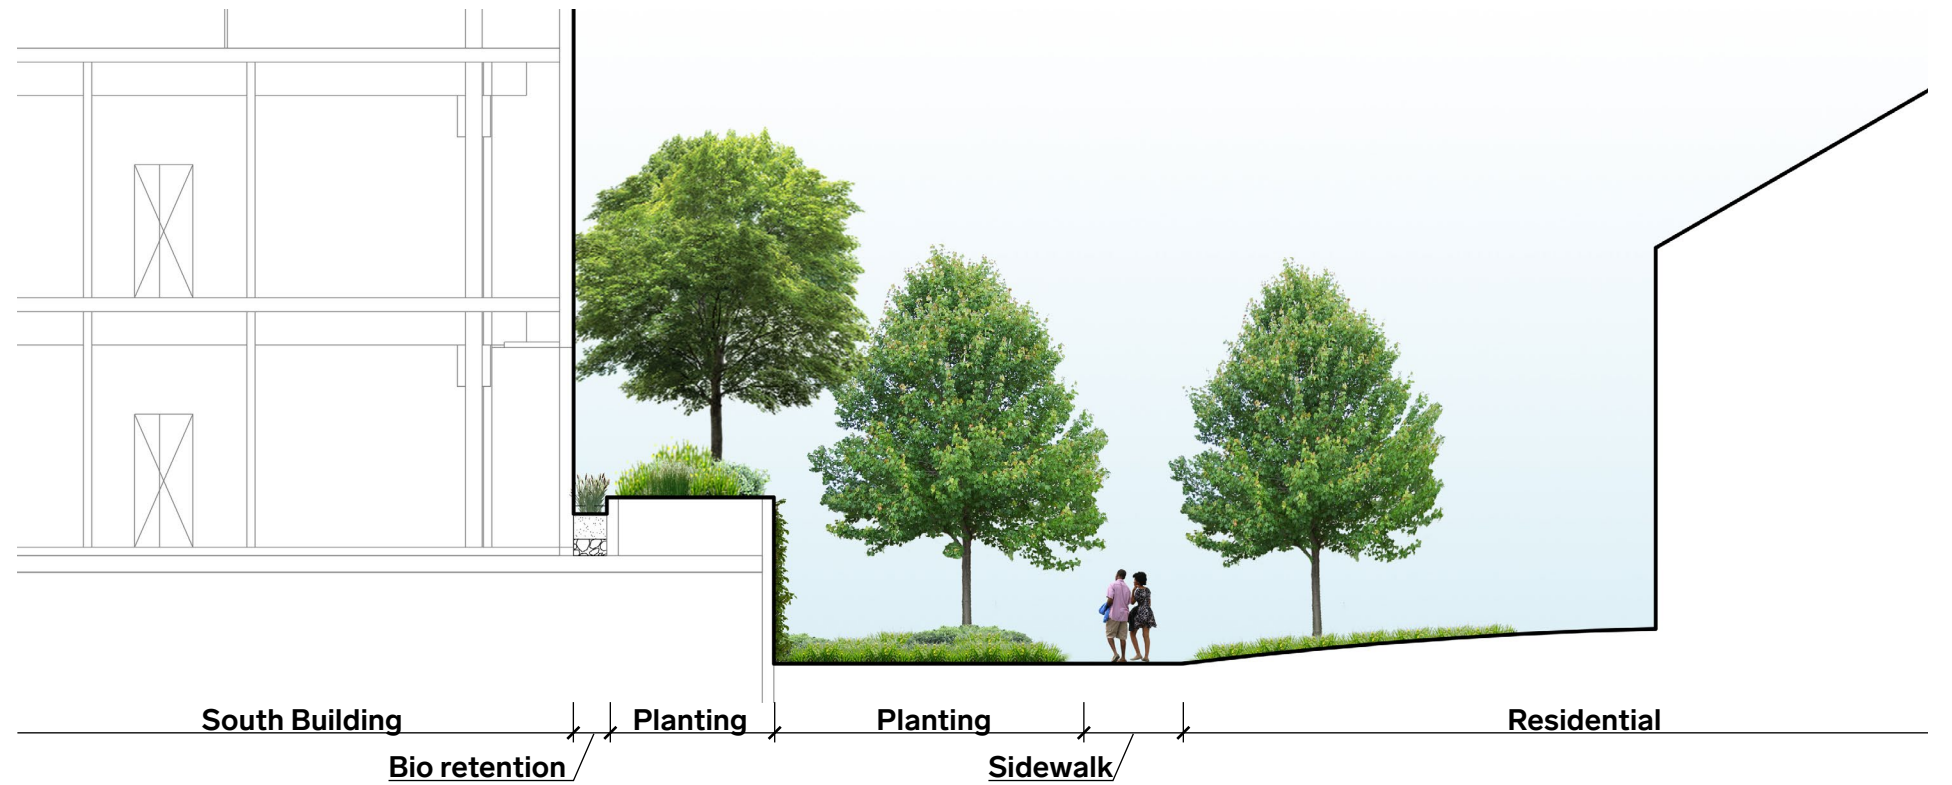 South Building
Planting
Planting
Residential
Bio retention
Sidewalk